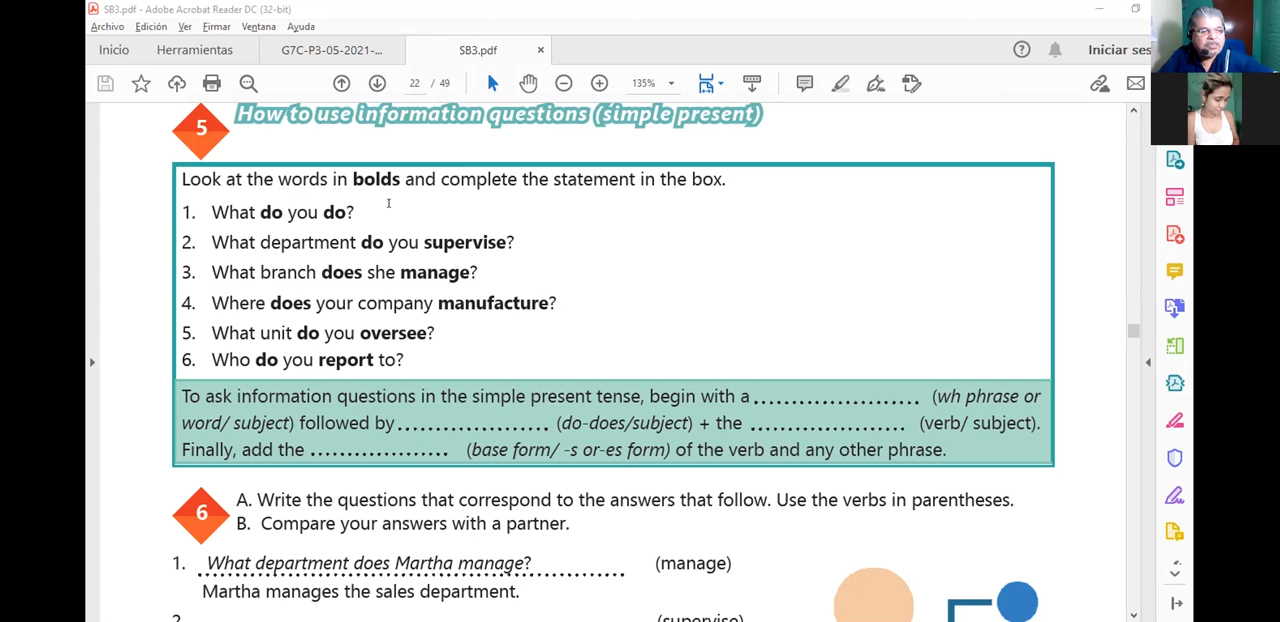 SB3.pdf - Adobe Acrobat Reader DC (32-bit)
Archivo Edición Ver Firmar Ventana Ayuda
Inicio Herramientas G7C-P3-05-2021-... SB3.pdf × Iniciar ses
22 / 49 135%
5 How to use information questions (simple present)
Look at the words in bolds and complete the statement in the box.
1. What do you do?
2. What department do you supervise?
3. What branch does she manage?
4. Where does your company manufacture?
5. What unit do you oversee?
6. Who do you report to?
To ask information questions in the simple present tense, begin with a .................... (wh phrase or
word/ subject) followed by .................... (do-does/subject) + the .................... (verb/ subject).
Finally, add the .................... (base form/ -s or-es form) of the verb and any other phrase.
6 A. Write the questions that correspond to the answers that follow. Use the verbs in parentheses.
B. Compare your answers with a partner.
1. What department does Martha manage? (manage)
Martha manages the sales department.
2. (supervise)